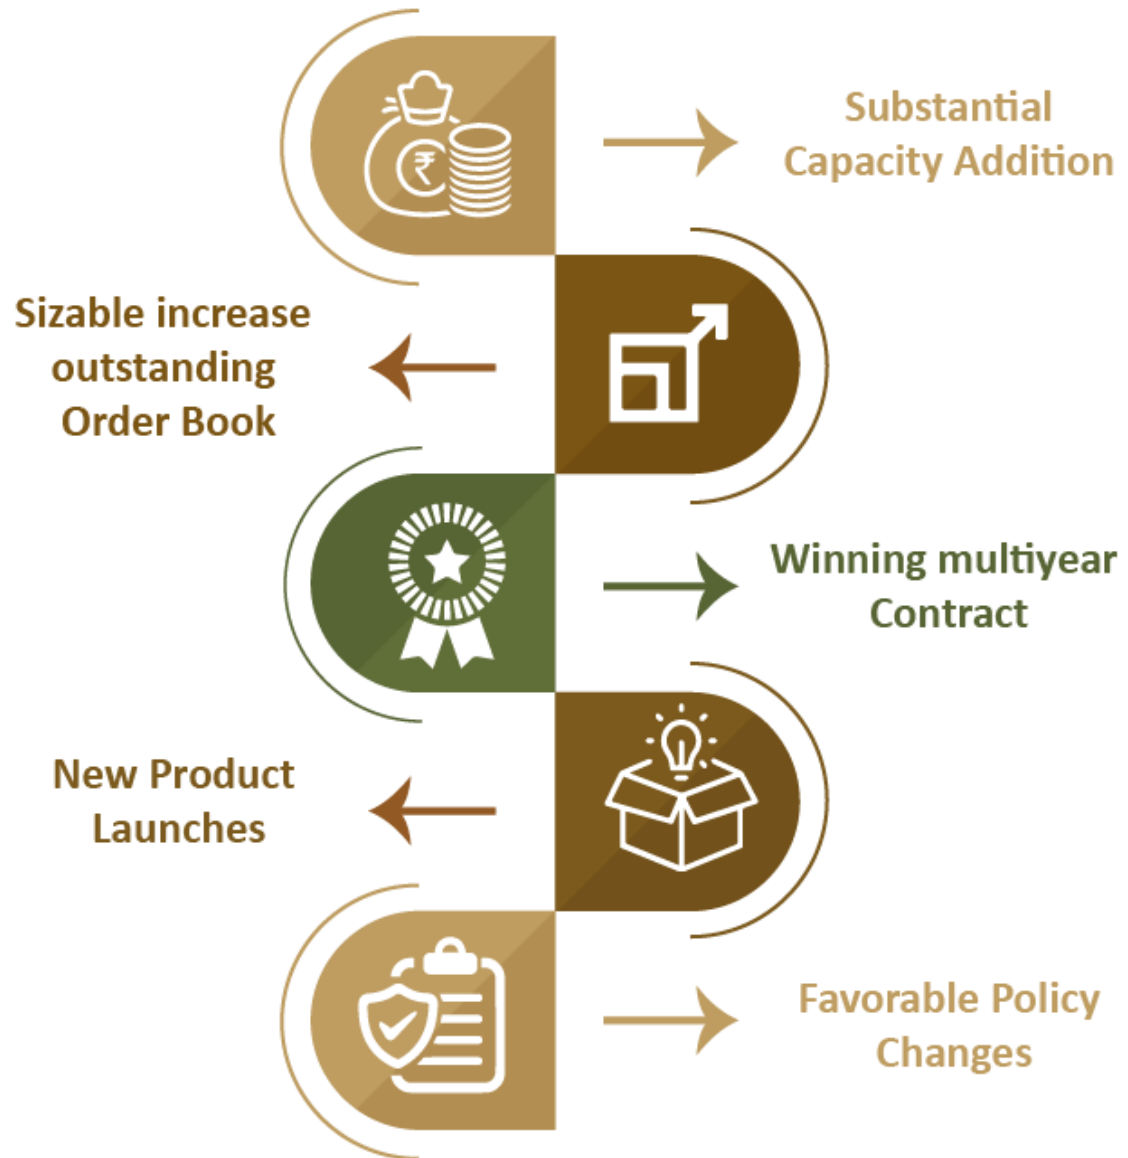 ₹
Substantial
Capacity Addition
Sizable increase
outstanding
Order Book
Winning multiyear
Contract
New Product
Launches
Favorable Policy
Changes